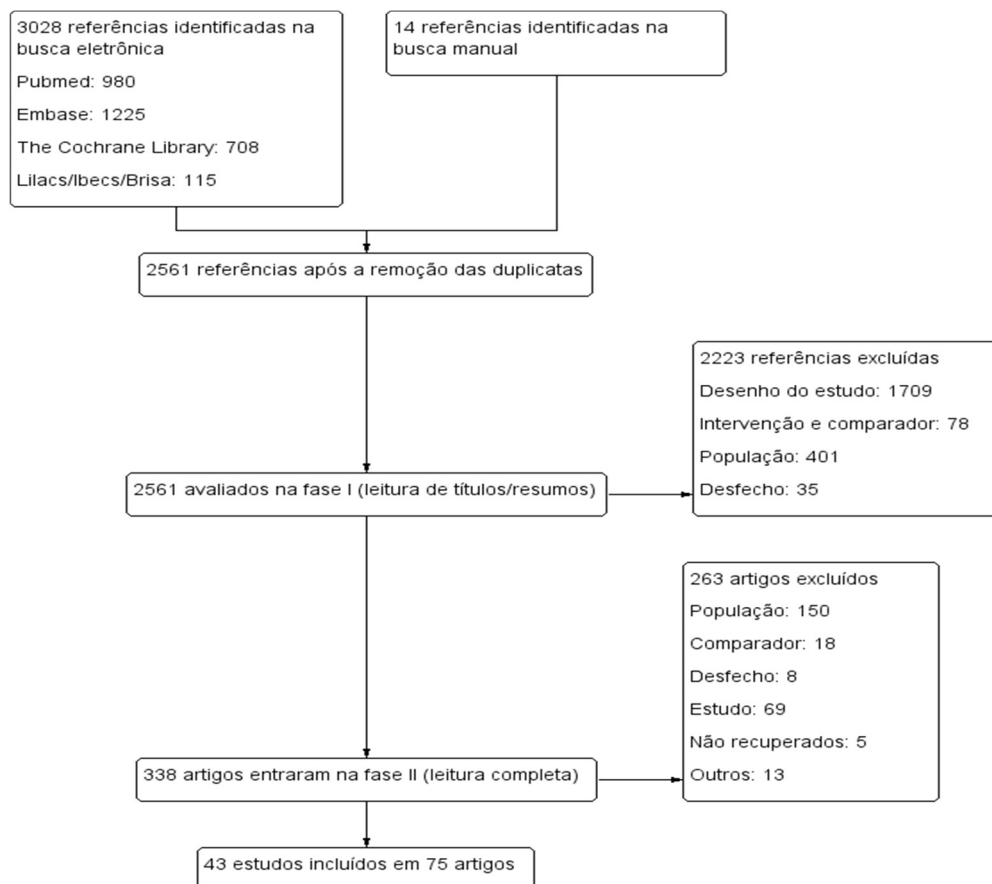 3028 referências identificadas na
busca eletrônica
Pubmed: 980
Embase: 1225
The Cochrane Library: 708
Lilacs/Ibecs/Brisa: 115
14 referências identificadas na
busca manual
2561 referências após a remoção das duplicatas
2223 referências excluídas
Desenho do estudo: 1709
Intervenção e comparador: 78
População: 401
Desfecho: 35
2561 avaliados na fase I (leitura de títulos/resumos)
263 artigos excluídos
População: 150
Comparador: 18
Desfecho: 8
Estudo: 69
Não recuperados: 5
Outros: 13
338 artigos entraram na fase II (leitura completa)
43 estudos incluídos em 75 artigos